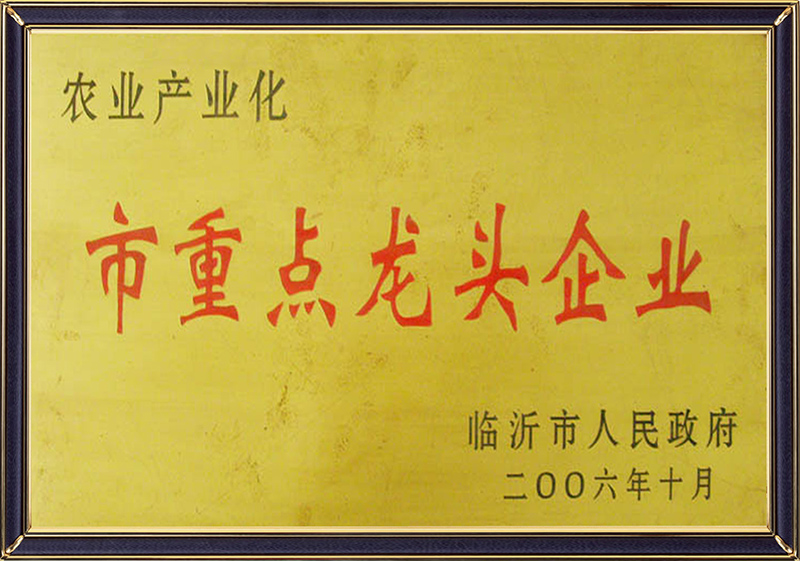 农业产业化
市重点龙头企业
临沂市人民政府
二00六年十月